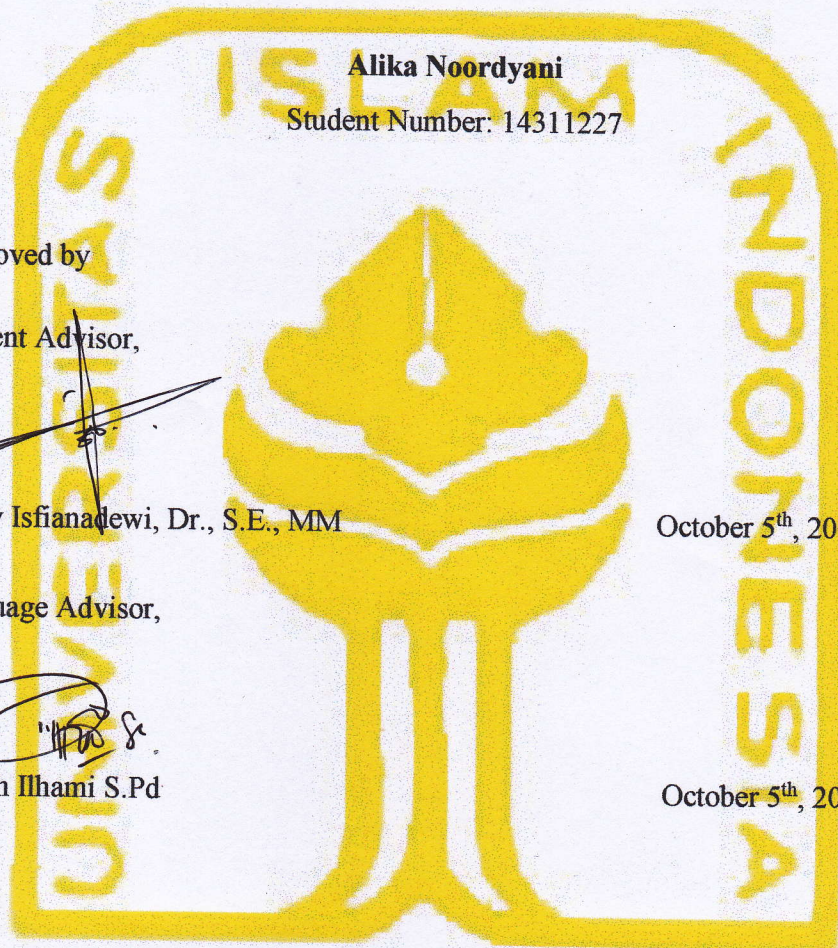 UNIVERSITAS ISLAM INDONESIA
Alika Noordyani
Student Number: 14311227
oved by
ent Advisor,
Isfianadewi, Dr., S.E., MM
October 5th, 20
uage Advisor,
Ilhami S.Pd
October 5th, 20